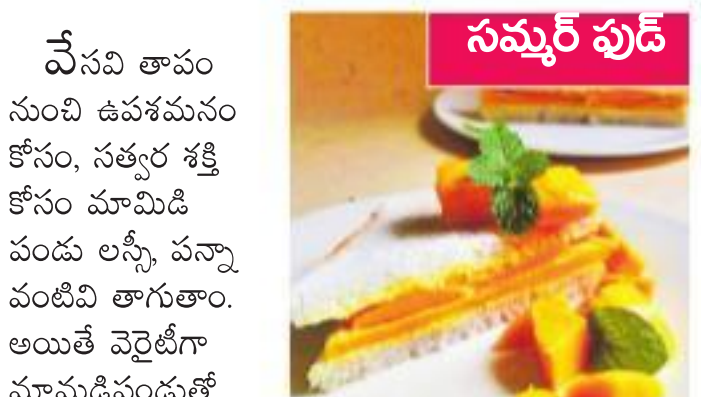 సమ్మర్ ఫుడ్
వేసవి తాపం
నుంచి ఉపశమనం
కోసం, సత్వర శక్తి
కోసం మామిడి
పండు లస్సీ, పన్నా
వంటివి తాగుతాం.
అయితే వెరైటీగా